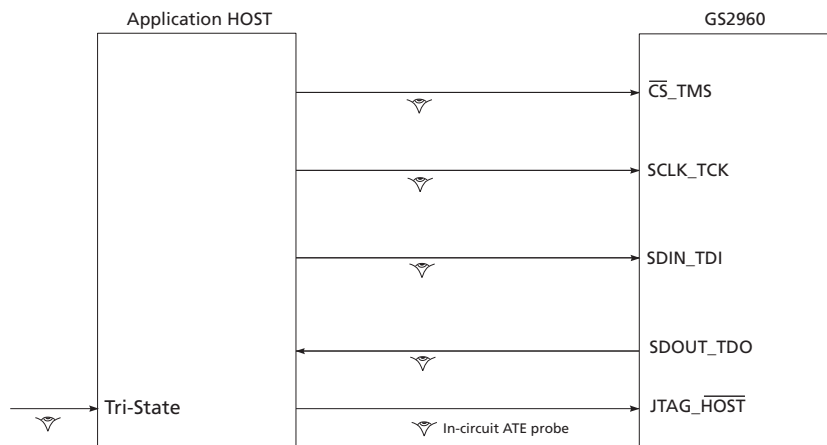 Application HOST
GS2960
CS_TMS
SCLK_TCK
SDIN_TDI
SDOUT_TDO
Tri-State
JTAG_HOST
In-circuit ATE probe